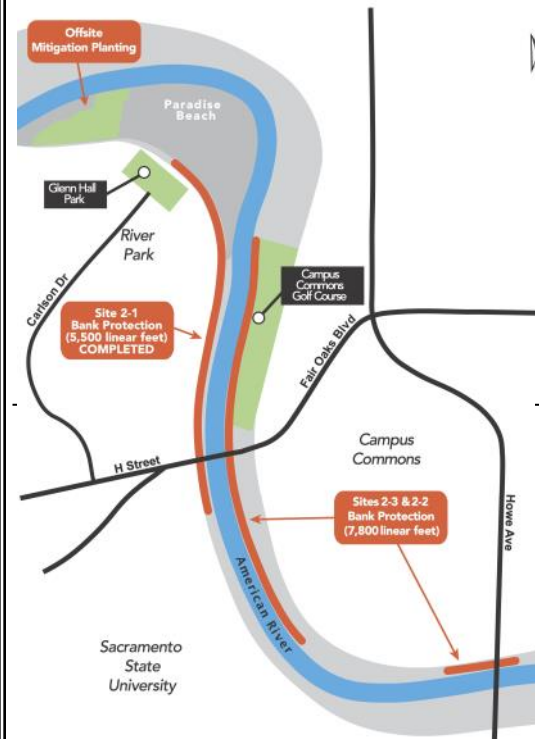 Offsite
Mitigation Planting
Paradise
Beach
Glenn Hall
Park
River
Park
Carlson Dr
Campus
Commons
Golf Course
Site 2-1
Bank Protection
(5,500 linear feet)
COMPLETED
Fair Oaks Blvd
H Street
Campus
Commons
Sites 2-3 & 2-2
Bank Protection
(7,800 linear feet)
Howe Ave
American River
Sacramento
State
University